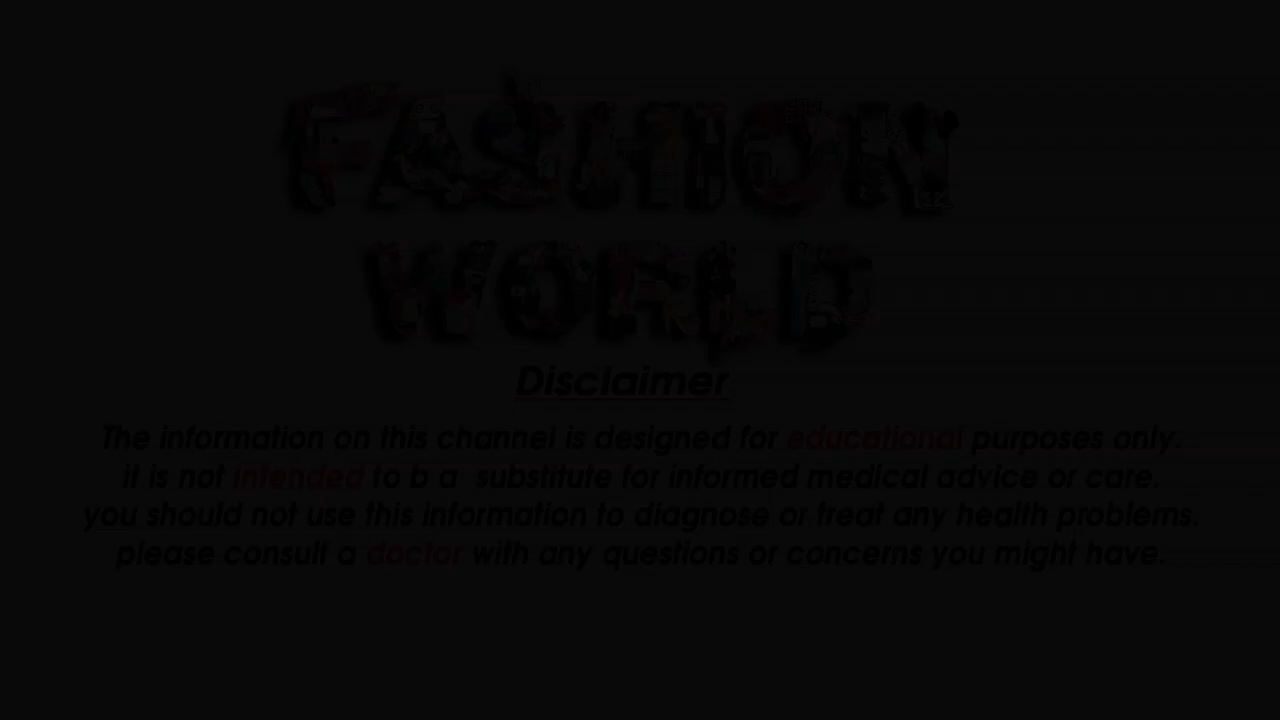 FASHION
WORLD
Disclaimer
The information on this channel is designed for educational purposes only.
it is not intended to b a substitute for informed medical advice or care.
you should not use this information to diagnose or treat any health problems.
please consult a doctor with any questions or concerns you might have.